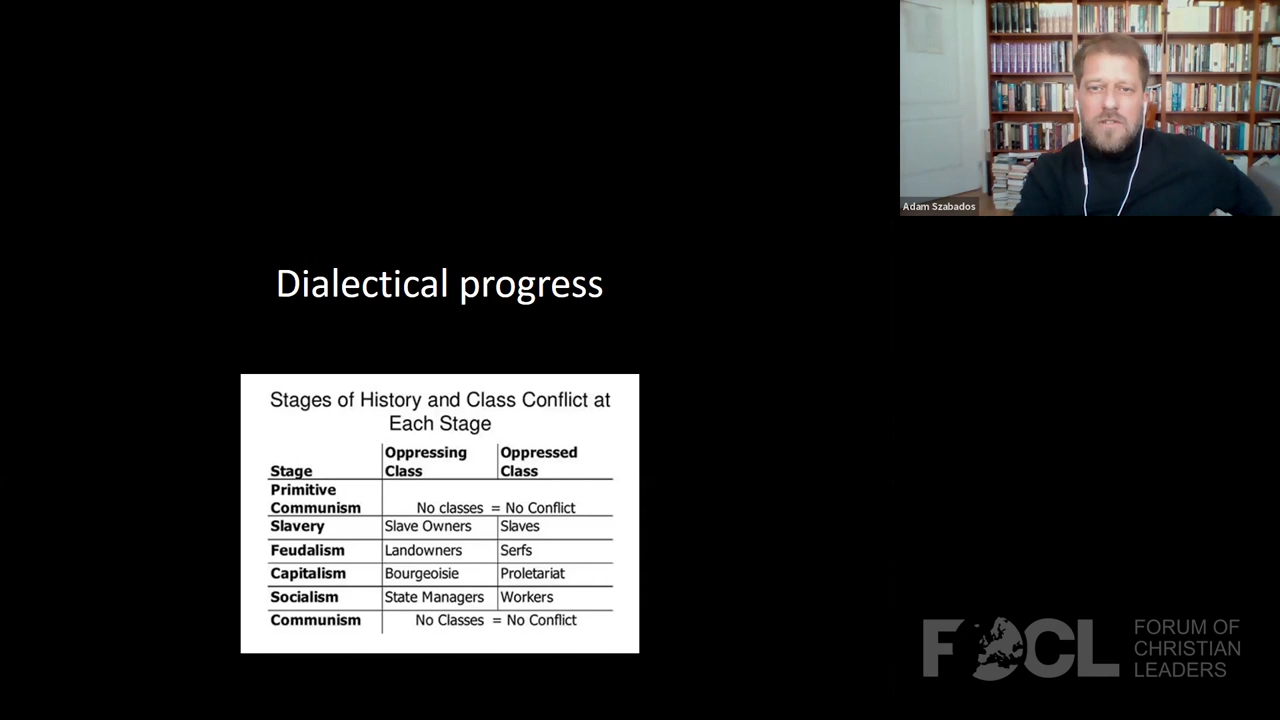 Adam Szabados
Dialectical progress
Stages of History and Class Conflict at
Each Stage
Stage Oppressing Class Oppressed Class
Primitive Communism No classes = No Conflict
Slavery Slave Owners Slaves
Feudalism Landowners Serfs
Capitalism Bourgeoisie Proletariat
Socialism State Managers Workers
Communism No Classes = No Conflict
FOCL
FORUM OF
CHRISTIAN
LEADERS